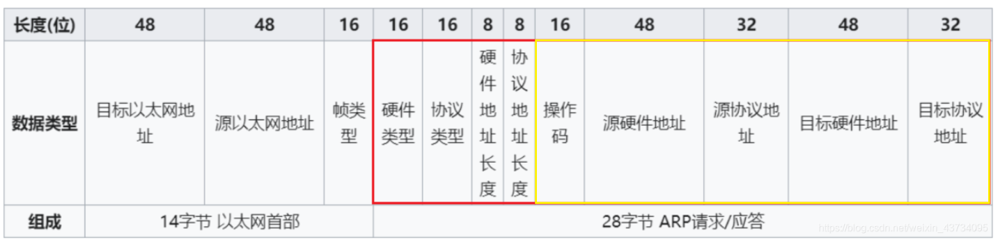 长度(位) 48 48 16 16 16 8 8 16 48 32 48 32
数据类型 目标以太网地址 源以太网地址 帧类型 硬件类型 协议类型 硬件地址长度 协议地址长度 操作码 源硬件地址 源协议地址 目标硬件地址 目标协议地址
组成 14字节 以太网首部 28字节 ARP请求/应答
https://blog.csdn.net/weixin_43734095